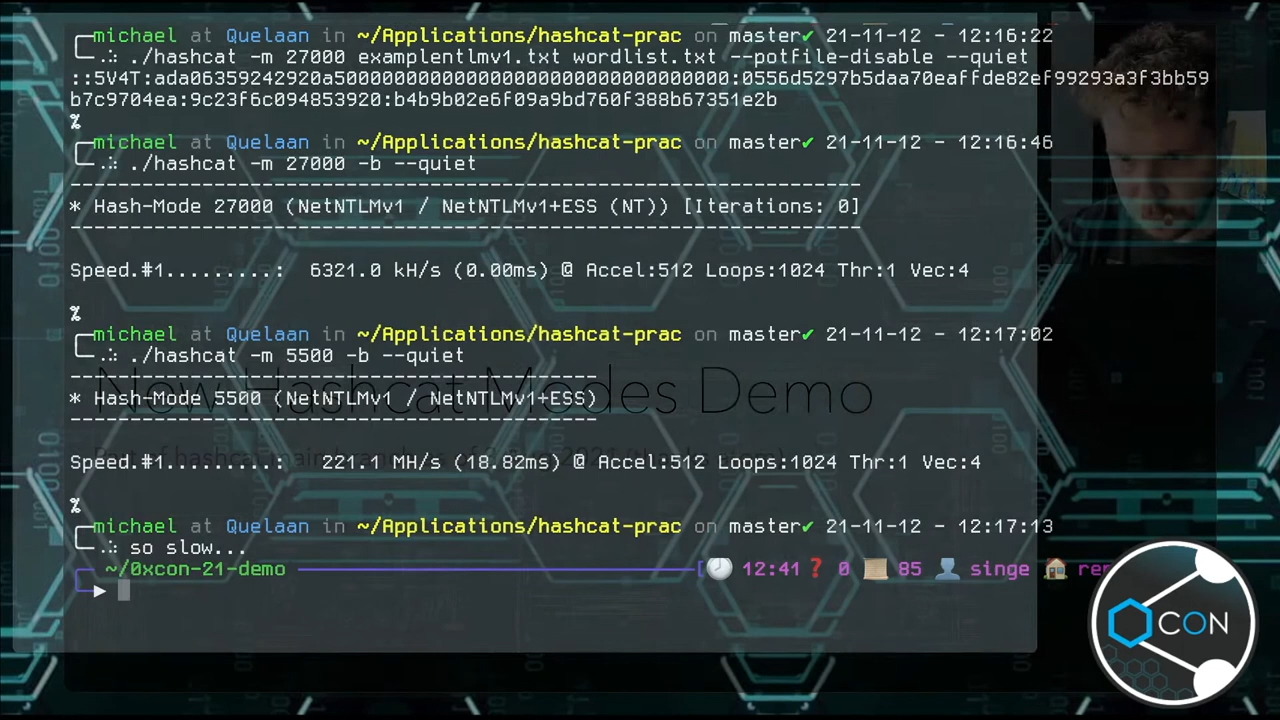 michael at Quelaan in ~/Applications/hashcat-prac on master✔ 21-11-12 - 12:16:22
./hashcat -m 27000 examplentlmv1.txt wordlist.txt --potfile-disable --quiet
::5V4T:ada06359242920a500000000000000000000000000000000:0556d5297b5daa70eaffde82ef99293a3f3bb59
b7c9704ea:9c23f6c094853920:b4b9b02e6f09a9bd760f388b67351e2b
%
michael at Quelaan in ~/Applications/hashcat-prac on master✔ 21-11-12 - 12:16:46
./hashcat -m 27000 -b --quiet
------------------------------------------------------------------
* Hash-Mode 27000 (NetNTLMv1 / NetNTLMv1+ESS (NT)) [Iterations: 0]
------------------------------------------------------------------
Speed.#1.........:  6321.0 kH/s (0.00ms) @ Accel:512 Loops:1024 Thr:1 Vec:4
%
michael at Quelaan in ~/Applications/hashcat-prac on master✔ 21-11-12 - 12:17:02
./hashcat -m 5500 -b --quiet
New Hashcat Modes Demo
--------------------------------------------
* Hash-Mode 5500 (NetNTLMv1 / NetNTLMv1+ESS)
--------------------------------------------
Speed.#1.........:   221.1 MH/s (18.82ms) @ Accel:512 Loops:1024 Thr:1 Vec:4
%
michael at Quelaan in ~/Applications/hashcat-prac on master✔ 21-11-12 - 12:17:13
so slow...
~/0xcon-21-demo 12:41 ? 0 85 singe
CON